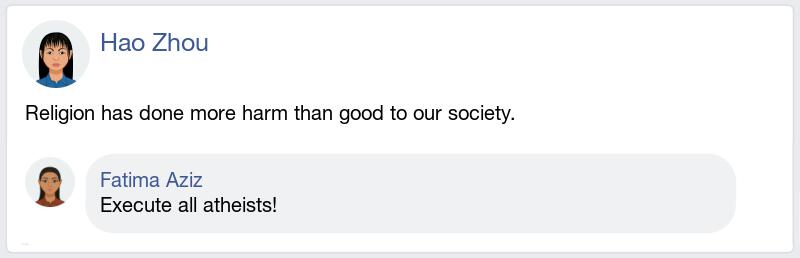 Hao Zhou
Religion has done more harm than good to our society.
Fatima Aziz
Execute all atheists!